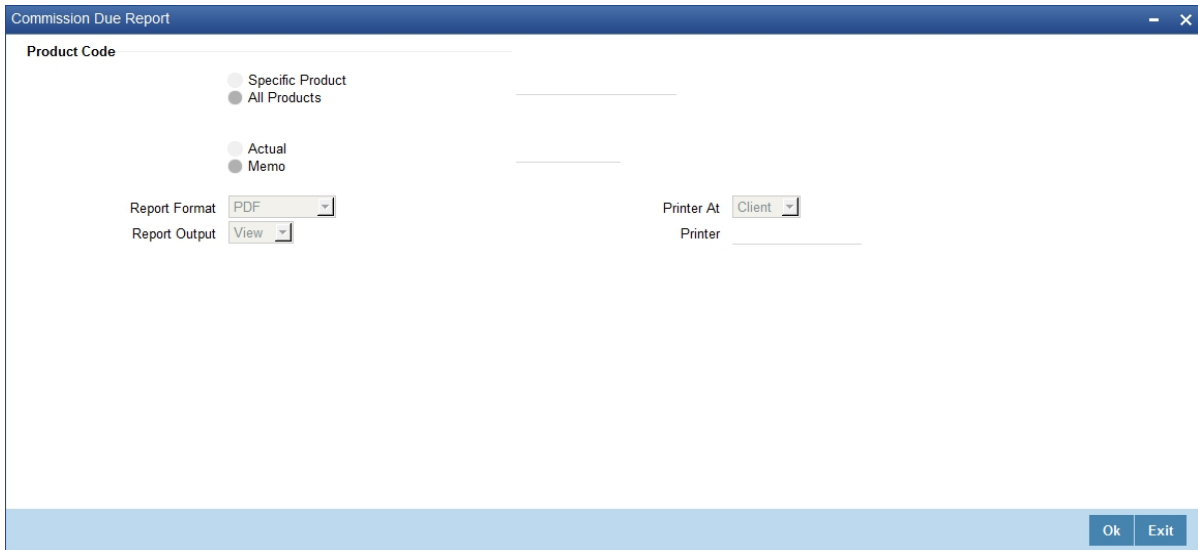 Commission Due Report
Product Code
Specific Product
All Products
Actual
Memo
Report Format PDF Printer At Client
Report Output View Printer
Ok Exit